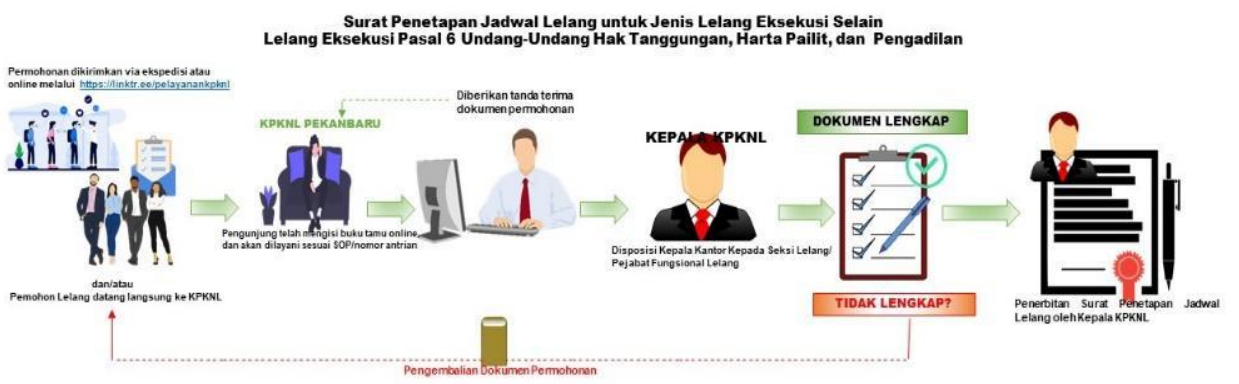 Surat Penetapan Jadwal Lelang untuk Jenis Lelang Eksekusi Selain
Lelang Eksekusi Pasal 6 Undang-Undang Hak Tanggungan, Harta Pailit, dan Pengadilan
Permohonan dikirimkan via ekspedisi atau
online melalui https://linktr.ee/pelayanankpknl
dan/atau
Pemohon Lelang datang langsung ke KPKNL
KPKNL PEKANBARU
Pengunjung telah mengisi buku tamu online,
dan akan dilayani sesuai SOP/nomor antrian
Diberikan tanda terima
dokumen permohonan
KEPALA KPKNL
Disposisi Kepala Kantor Kepada Seksi Lelang/
Pejabat Fungsional Lelang
DOKUMEN LENGKAP
TIDAK LENGKAP?
Penerbitan Surat Penetapan Jadwal
Lelang oleh Kepala KPKNL
Pengembalian Dokumen Permohonan